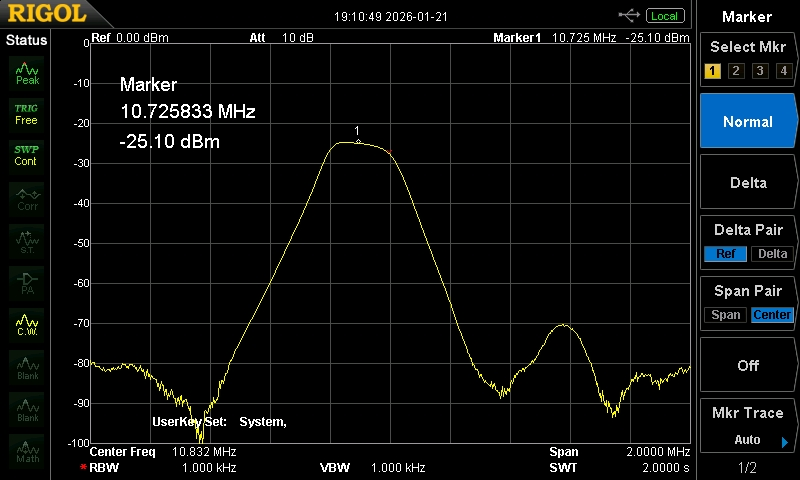 RIGOL
19:10:49 2026-01-21
Local
Status
Ref 0.00 dBm Att 10 dB Marker1 10.725 MHz -25.10 dBm
Peak
TRIG
Free
SWP
Cont
Corr
S.T.
PA
C.W.
Blank
Blank
Math
0
-10
-20
-30
-40
-50
-60
-70
-80
-90
-100
Marker
10.725833 MHz
-25.10 dBm
1
UserKey Set: System,
Center Freq 10.832 MHz Span 2.0000 MHz
*RBW 1.000 kHz VBW 1.000 kHz SWT 2.0000 s
Marker
Select Mkr
1 2 3 4
Normal
Delta
Delta Pair
Ref Delta
Span Pair
Span Center
Off
Mkr Trace
Auto
1/2